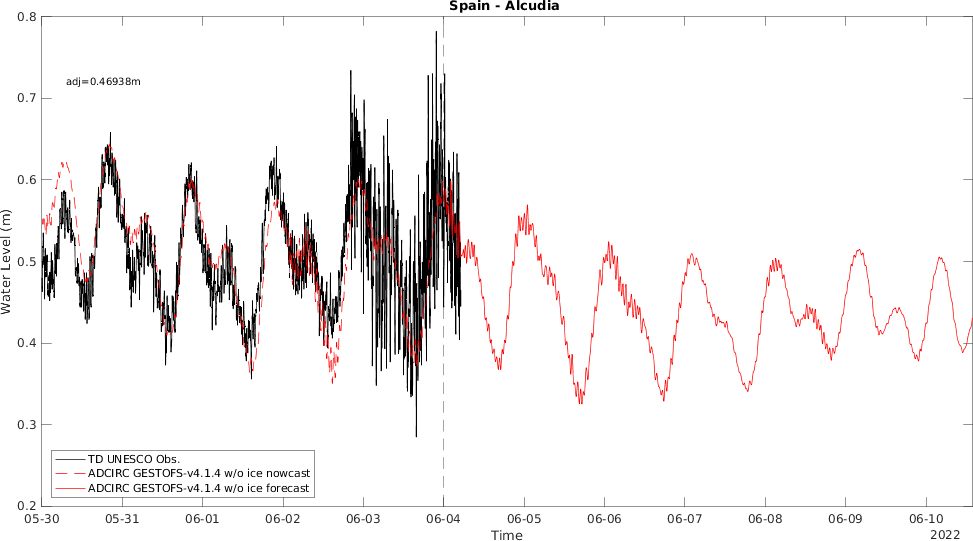 Spain - Alcudia
0.8
adj=0.46938m
0.7
0.6
0.5
0.4
0.3
0.2
Water Level (m)
TD UNESCO Obs.
ADCIRC GESTOFS-v4.1.4 w/o ice nowcast
ADCIRC GESTOFS-v4.1.4 w/o ice forecast
05-30 05-31 06-01 06-02 06-03 06-04 06-05 06-06 06-07 06-08 06-09 06-10
Time
2022